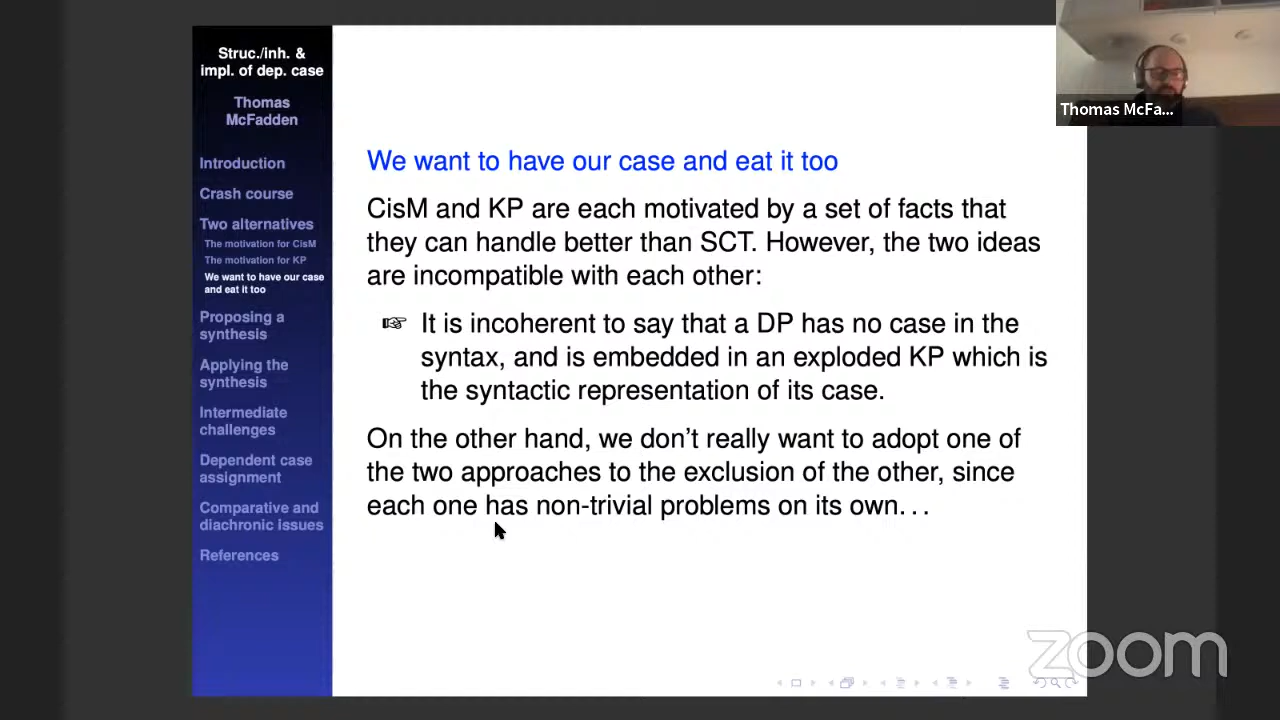 Struc./inh. &
impl. of dep. case
Thomas
McFadden
Introduction
Crash course
Two alternatives
The motivation for CisM
The motivation for KP
We want to have our case
and eat it too
Proposing a
synthesis
Applying the
synthesis
Intermediate
challenges
Dependent case
assignment
Comparative and
diachronic issues
References
We want to have our case and eat it too
CisM and KP are each motivated by a set of facts that
they can handle better than SCT. However, the two ideas
are incompatible with each other:
☞ It is incoherent to say that a DP has no case in the
syntax, and is embedded in an exploded KP which is
the syntactic representation of its case.
On the other hand, we don't really want to adopt one of
the two approaches to the exclusion of the other, since
each one has non-trivial problems on its own...
Thomas McFa...
zoom